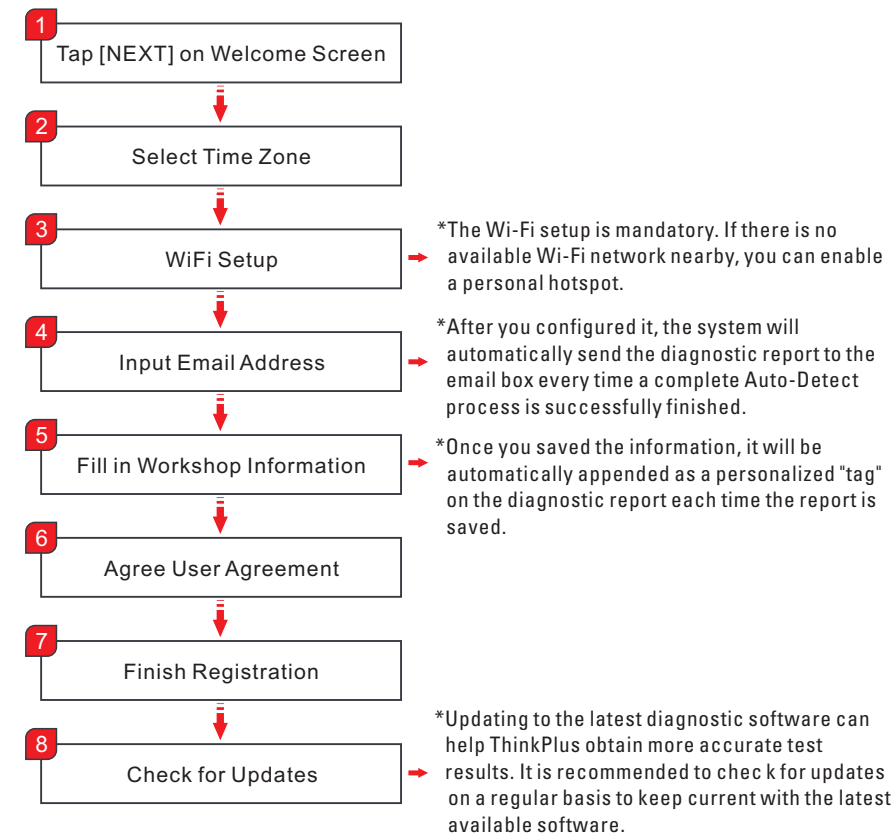 1
Tap [NEXT] on Welcome Screen
2
Select Time Zone
3
WiFi Setup
*The Wi-Fi setup is mandatory. If there is no
available Wi-Fi network nearby, you can enable
a personal hotspot.
4
Input Email Address
*After you configured it, the system will
automatically send the diagnostic report to the
email box every time a complete Auto-Detect
process is successfully finished.
5
Fill in Workshop Information
*Once you saved the information, it will be
automatically appended as a personalized "tag"
on the diagnostic report each time the report is
saved.
6
Agree User Agreement
7
Finish Registration
8
Check for Updates
*Updating to the latest diagnostic software can
help ThinkPlus obtain more accurate test
results. It is recommended to chec k for updates
on a regular basis to keep current with the latest
available software.